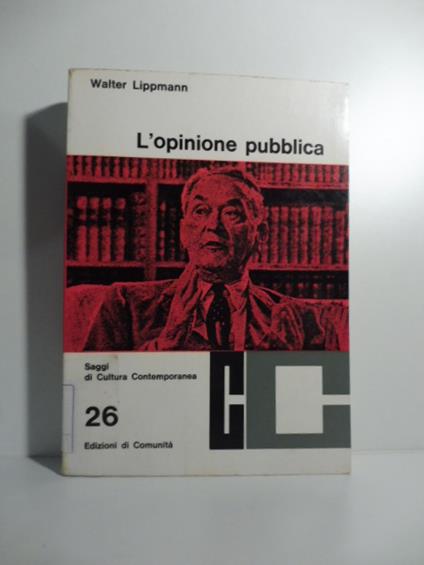 Walter Lippmann
L'opinione pubblica
Saggi
di Cultura Contemporanea
26
Edizioni di Comunità